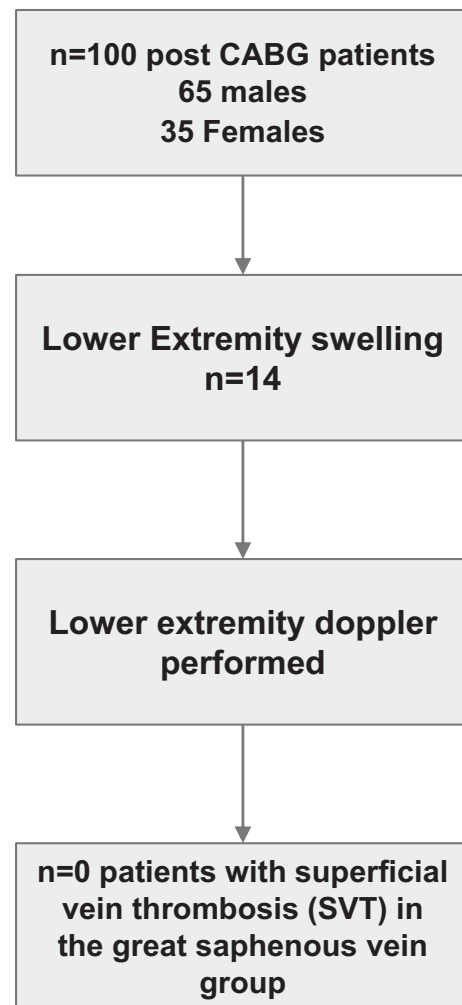 n=100 post CABG patients
65 males
35 Females
Lower Extremity swelling
n=14
Lower extremity doppler
performed
n=0 patients with superficial
vein thrombosis (SVT) in
the great saphenous vein
group